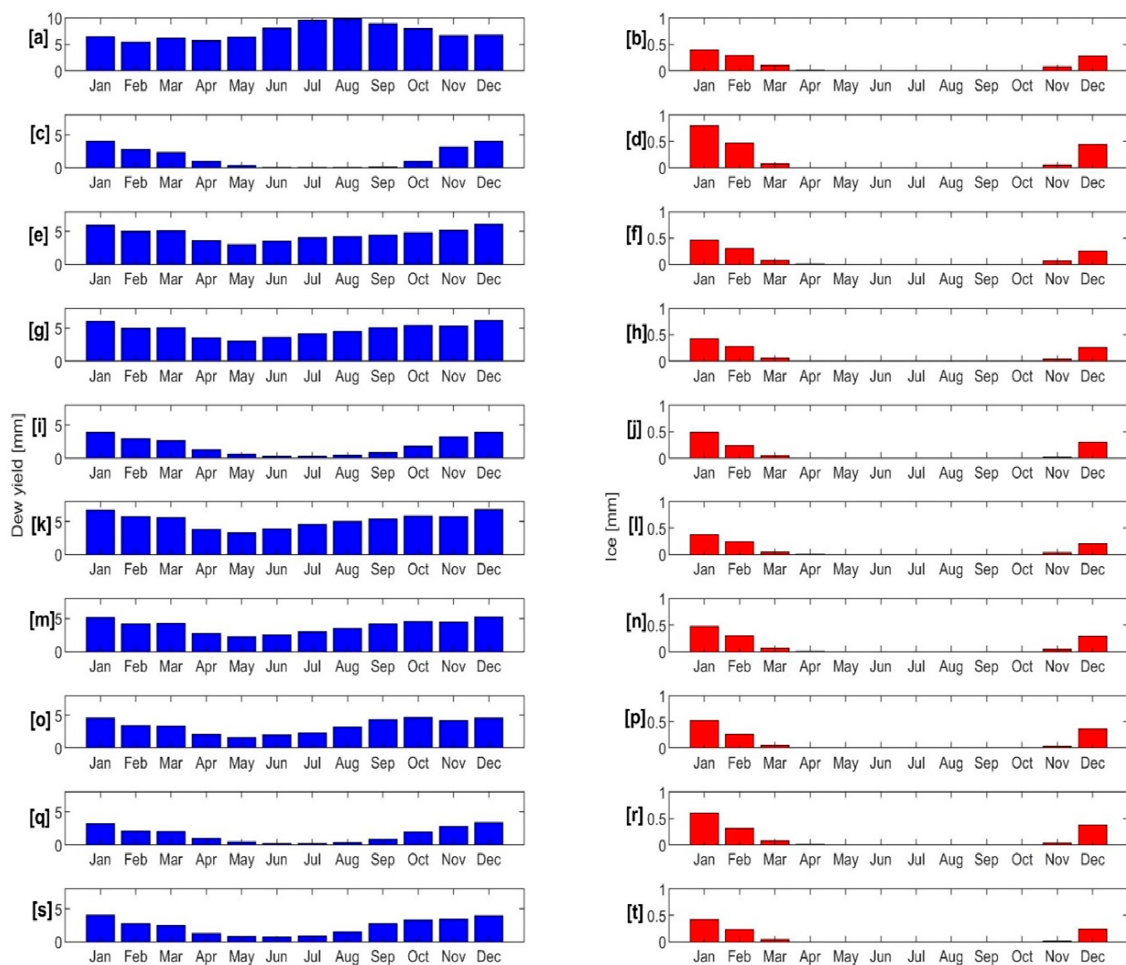 10
[a] 5
0
Jan Feb Mar Apr May Jun Jul Aug Sep Oct Nov Dec
1
[b] 0.5
0
Jan Feb Mar Apr May Jun Jul Aug Sep Oct Nov Dec
[c] 5
0
Jan Feb Mar Apr May Jun Jul Aug Sep Oct Nov Dec
1
[d] 0.5
0
Jan Feb Mar Apr May Jun Jul Aug Sep Oct Nov Dec
[e] 5
0
Jan Feb Mar Apr May Jun Jul Aug Sep Oct Nov Dec
1
[f] 0.5
0
Jan Feb Mar Apr May Jun Jul Aug Sep Oct Nov Dec
[g] 5
0
Jan Feb Mar Apr May Jun Jul Aug Sep Oct Nov Dec
1
[h] 0.5
0
Jan Feb Mar Apr May Jun Jul Aug Sep Oct Nov Dec
[i] 5
0
Jan Feb Mar Apr May Jun Jul Aug Sep Oct Nov Dec
1
[j] 0.5
0
Jan Feb Mar Apr May Jun Jul Aug Sep Oct Nov Dec
Dew yield [mm]
[k] 5
0
Jan Feb Mar Apr May Jun Jul Aug Sep Oct Nov Dec
Ice [mm]
1
[l] 0.5
0
Jan Feb Mar Apr May Jun Jul Aug Sep Oct Nov Dec
[m] 5
0
Jan Feb Mar Apr May Jun Jul Aug Sep Oct Nov Dec
1
[n] 0.5
0
Jan Feb Mar Apr May Jun Jul Aug Sep Oct Nov Dec
[o] 5
0
Jan Feb Mar Apr May Jun Jul Aug Sep Oct Nov Dec
1
[p] 0.5
0
Jan Feb Mar Apr May Jun Jul Aug Sep Oct Nov Dec
[q] 5
0
Jan Feb Mar Apr May Jun Jul Aug Sep Oct Nov Dec
1
[r] 0.5
0
Jan Feb Mar Apr May Jun Jul Aug Sep Oct Nov Dec
[s] 5
0
Jan Feb Mar Apr May Jun Jul Aug Sep Oct Nov Dec
1
[t] 0.5
0
Jan Feb Mar Apr May Jun Jul Aug Sep Oct Nov Dec